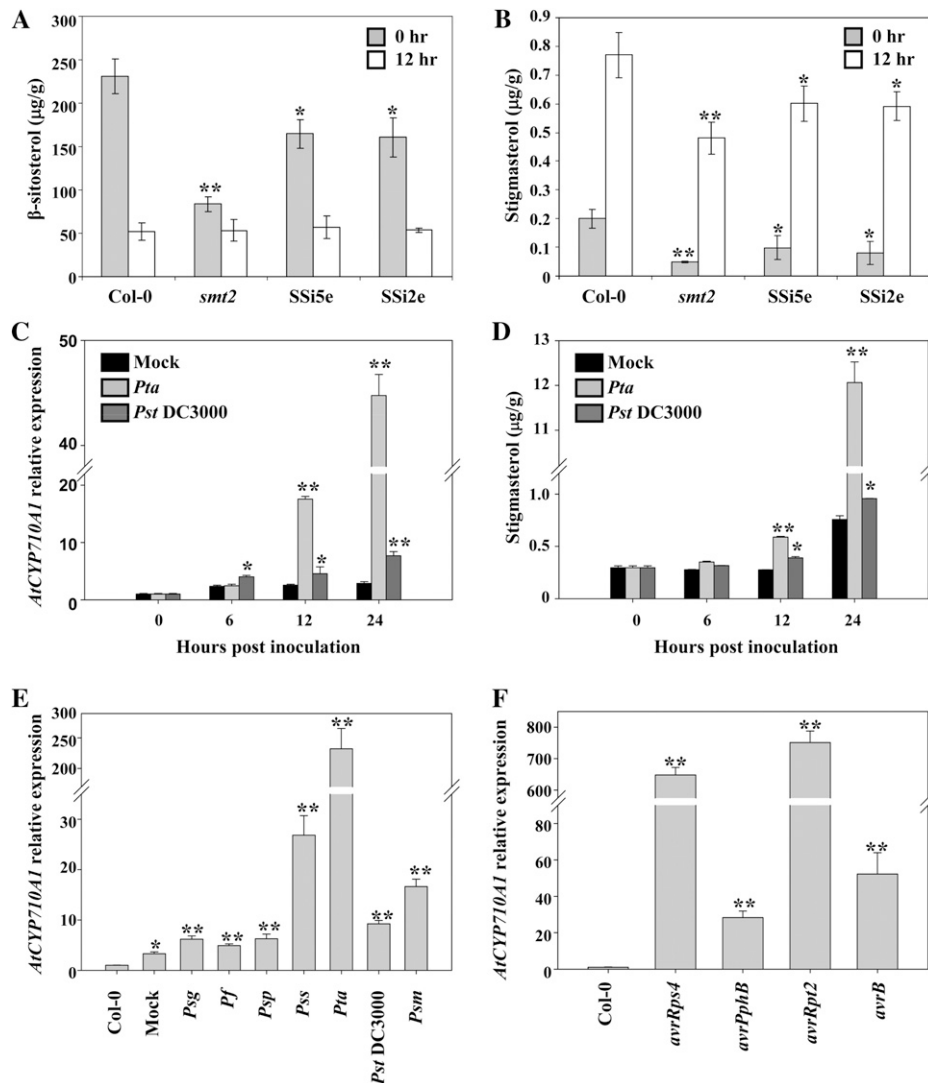 A
β-sitosterol (µg/g)
300
250
200
150
100
50
0
0 hr
12 hr
**
*
*
Col-0 smt2 SSi5e SSi2e
B
Stigmasterol (µg/g)
0.9
0.8
0.7
0.6
0.5
0.4
0.3
0.2
0.1
0
0 hr
12 hr
** ** * * * *
Col-0 smt2 SSi5e SSi2e
C
AtCYP710A1 relative expression
50
40
20
10
0
Mock
Pta
Pst DC3000
* ** * ** **
0 6 12 24
Hours post inoculation
D
Stigmasterol (µg/g)
13
12
11
1.0
0.5
0.0
Mock
Pta
Pst DC3000
** * ** *
0 6 12 24
Hours post inoculation
E
AtCYP710A1 relative expression
300
250
200
30
20
10
0
* ** ** ** ** ** ** **
Col-0
Mock
Psg
Pf
Psp
Pss
Pta
Pst DC3000
Psm
F
AtCYP710A1 relative expression
800
700
600
80
60
40
20
0
** ** ** **
Col-0
avrRps4
avrPphB
avrRpt2
avrB